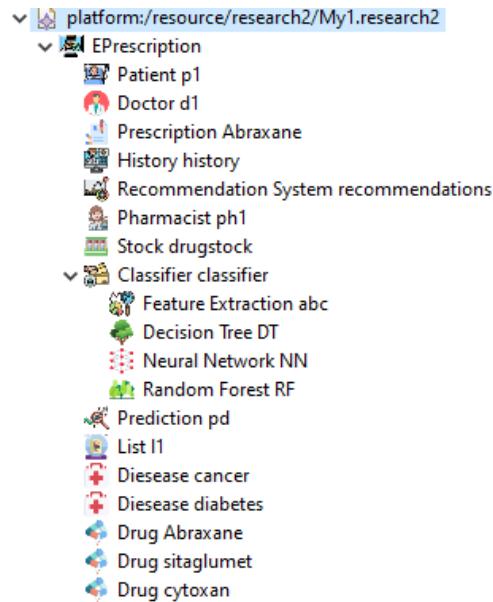 platform:/resource/research2/My1.research2
EPrescription
Patient p1
Doctor d1
Prescription Abraxane
History history
Recommendation System recommendations
Pharmacist ph1
Stock drugstock
Classifier classifier
Feature Extraction abc
Decision Tree DT
Neural Network NN
Random Forest RF
Prediction pd
List l1
Diesease cancer
Diesease diabetes
Drug Abraxane
Drug sitaglumet
Drug cytoxan